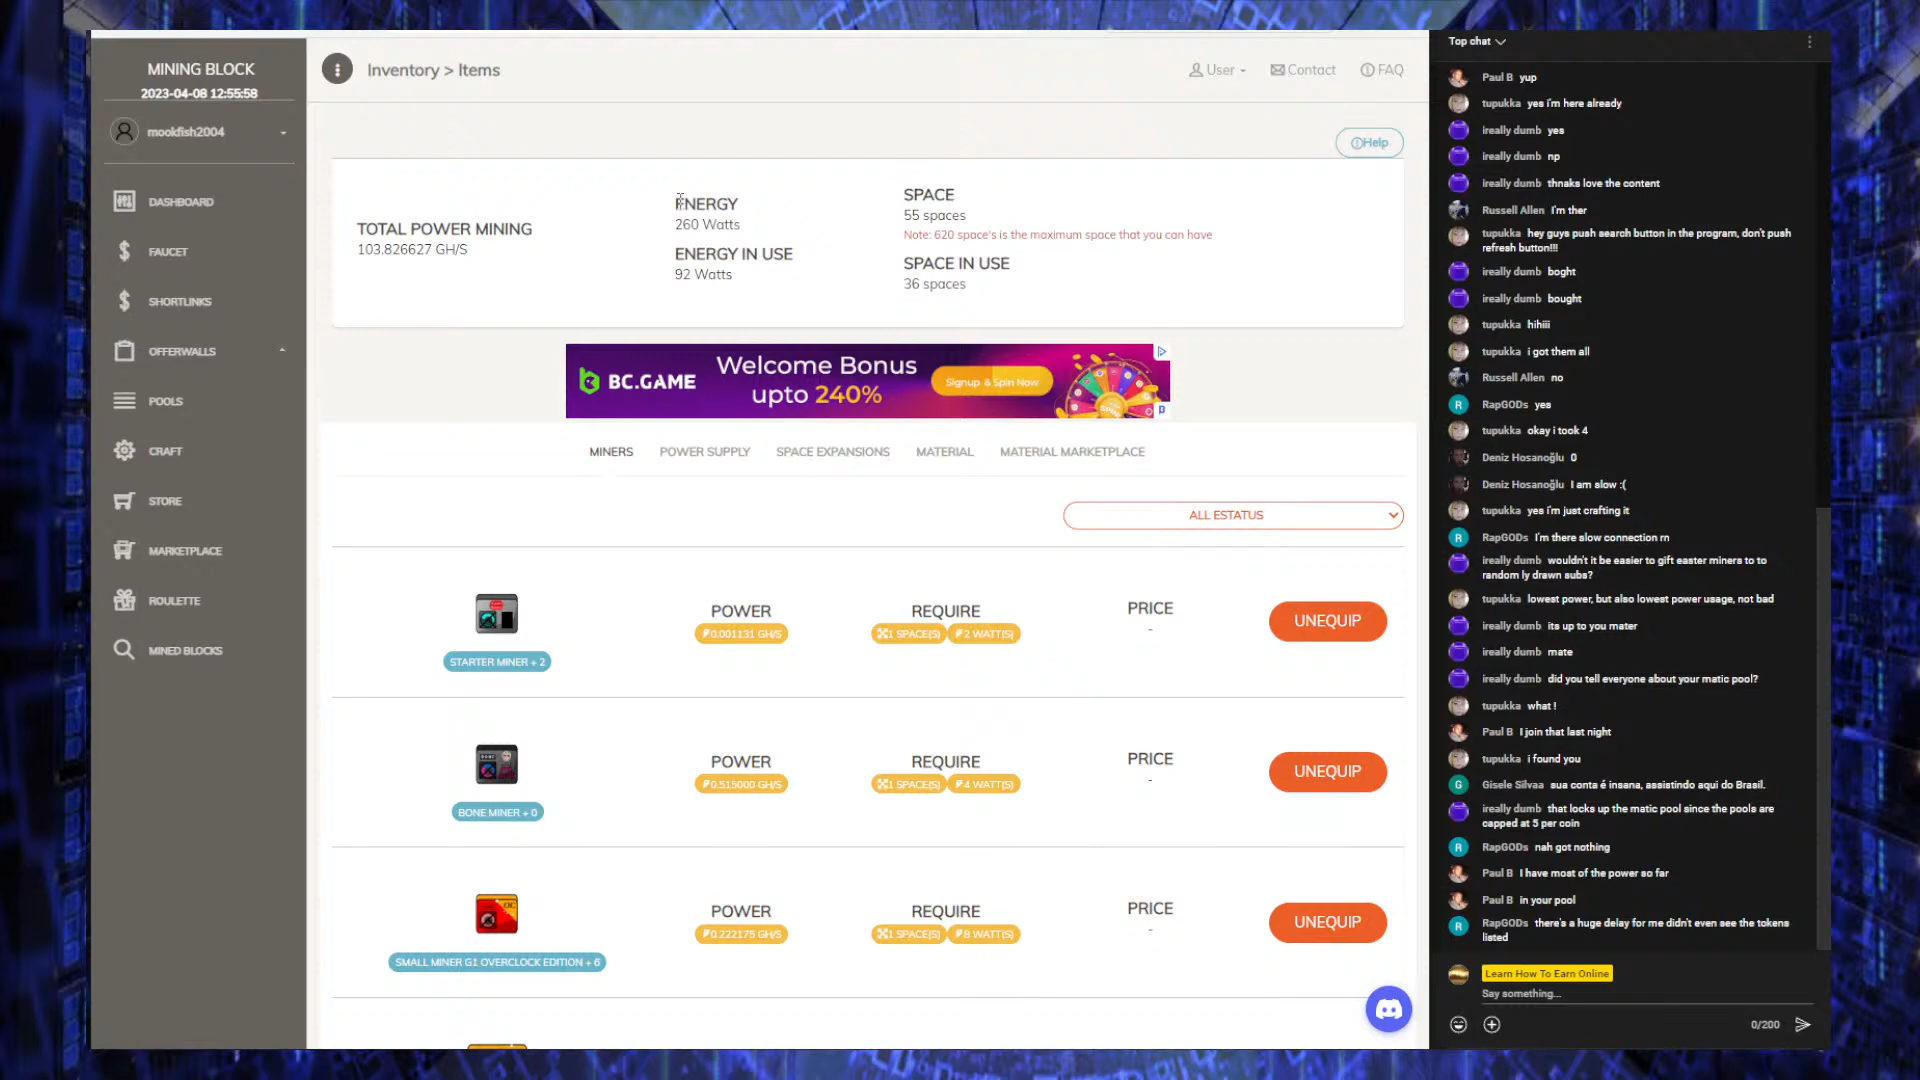 MINING BLOCK
2023-04-08 12:55:58
mookfish2004
DASHBOARD
FAUCET
SHORTLINKS
OFFERWALLS
POOLS
CRAFT
STORE
MARKETPLACE
ROULETTE
MINED BLOCKS
Inventory > Items
User
Contact
FAQ
Help
TOTAL POWER MINING
103.826627 GH/S
ENERGY
260 Watts
ENERGY IN USE
92 Watts
SPACE
55 spaces
Note: 620 space's is the maximum space that you can have
SPACE IN USE
36 spaces
BC.GAME
Welcome Bonus
upto 240%
Signup & Spin Now
MINERS
POWER SUPPLY
SPACE EXPANSIONS
MATERIAL
MATERIAL MARKETPLACE
ALL ESTATUS
STARTER MINER + 2
POWER
0.001131 GH/S
REQUIRE
1 SPACE(S)
2 WATT(S)
PRICE
-
UNEQUIP
BONE MINER + 0
POWER
0.515000 GH/S
REQUIRE
1 SPACE(S)
4 WATT(S)
PRICE
-
UNEQUIP
SMALL MINER G1 OVERCLOCK EDITION + 6
POWER
0.222175 GH/S
REQUIRE
1 SPACE(S)
8 WATT(S)
PRICE
-
UNEQUIP
Top chat
Paul B yup
tupukka yes i'm here already
ireally dumb yes
ireally dumb np
ireally dumb thnaks love the content
Russell Allen I'm ther
tupukka hey guys push search button in the program, don't push
refresh button!!!
ireally dumb boght
ireally dumb bought
tupukka hihiii
tupukka i got them all
Russell Allen no
R RapGODs yes
tupukka okay i took 4
Deniz Hosanoğlu 0
Deniz Hosanoğlu I am slow :(
tupukka yes i'm just crafting it
R RapGODs I'm there slow connection rn
ireally dumb wouldn't it be easier to gift easter miners to to
random ly drawn subs?
tupukka lowest power, but also lowest power usage, not bad
ireally dumb its up to you mater
ireally dumb mate
ireally dumb did you tell everyone about your matic pool?
tupukka what !
Paul B I join that last night
tupukka i found you
G Gisele Silvaa sua conta é insana, assistindo aqui do Brasil.
ireally dumb that locks up the matic pool since the pools are
capped at 5 per coin
R RapGODs nah got nothing
Paul B I have most of the power so far
Paul B in your pool
R RapGODs there's a huge delay for me didn't even see the tokens
listed
Learn How To Earn Online
Say something...
0/200